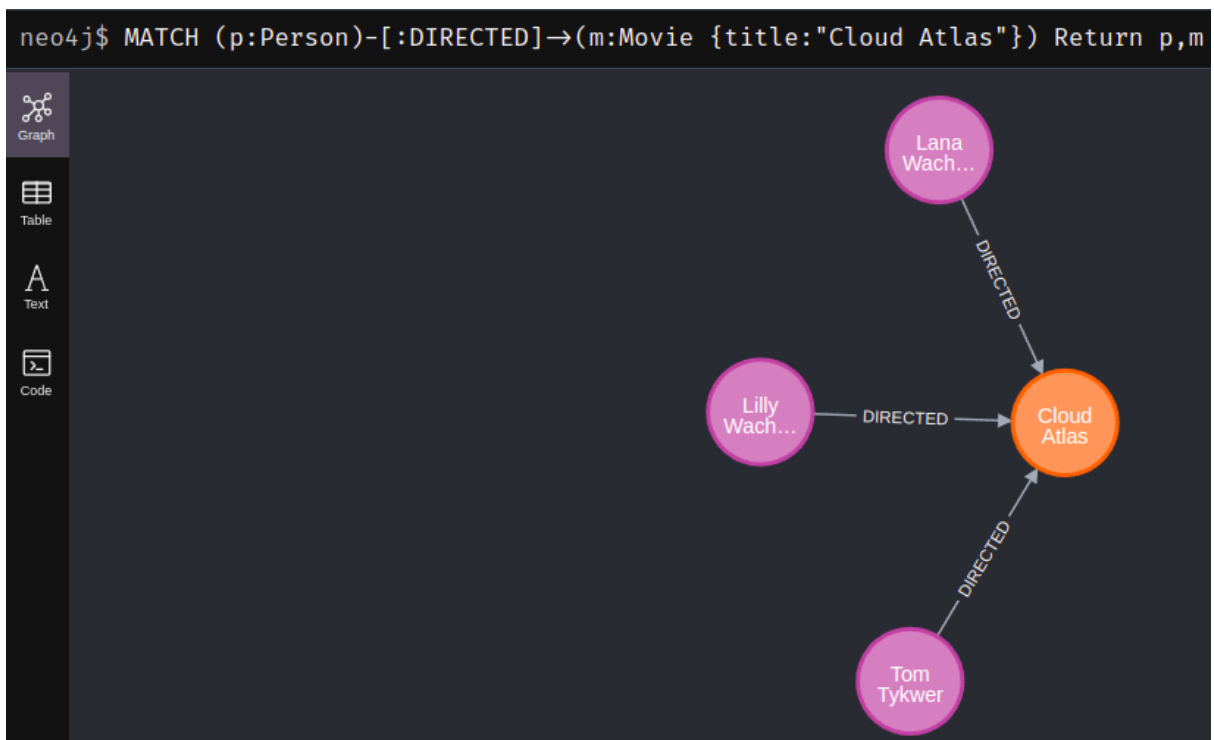 neo4j$ MATCH (p:Person)-[:DIRECTED]→(m:Movie {title:"Cloud Atlas"}) Return p,m
Graph
Table
A
Text
Code
Lana
Wach…
DIRECTED
Lilly
Wach…
DIRECTED
Cloud
Atlas
DIRECTED
Tom
Tykwer